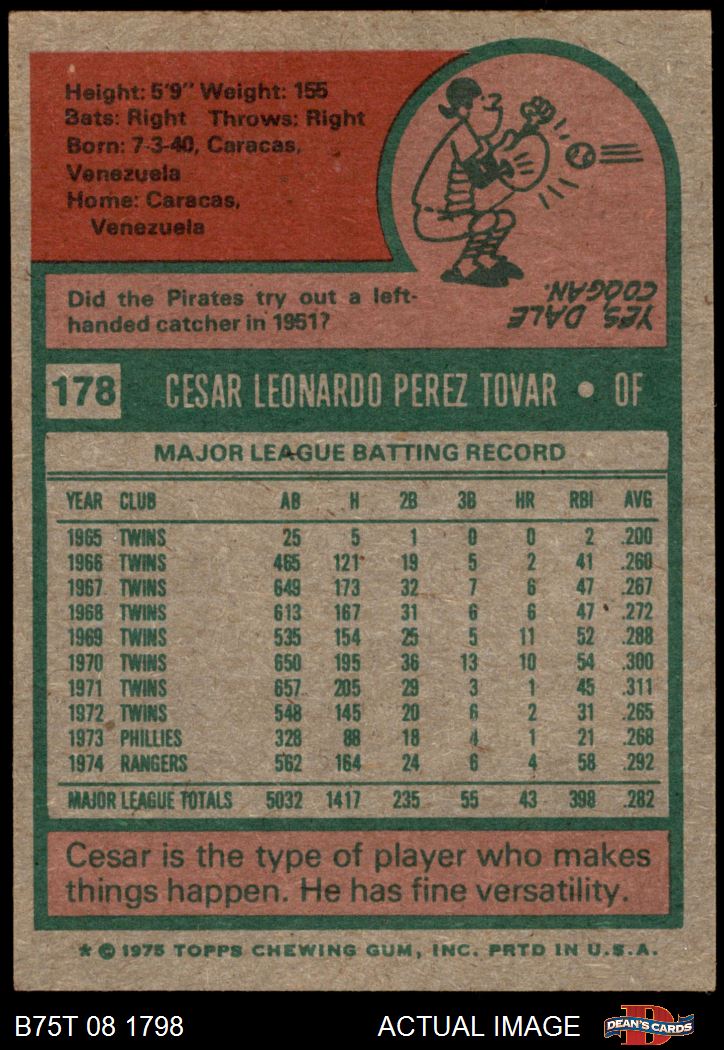 Height: 5'9" Weight: 155
Bats: Right Throws: Right
Born: 7-3-40, Caracas,
Venezuela
Home: Caracas,
Venezuela
Did the Pirates try out a left-
handed catcher in 1951?
YES, DALE
COOGAN.
178 CESAR LEONARDO PEREZ TOVAR • OF
MAJOR LEAGUE BATTING RECORD
YEAR CLUB AB H 2B 3B HR RBI AVG
1965 TWINS 25 5 1 0 0 2 .200
1966 TWINS 465 121 19 5 2 41 .260
1967 TWINS 649 173 32 7 6 47 .267
1968 TWINS 613 167 31 6 6 47 .272
1969 TWINS 535 154 25 5 11 52 .288
1970 TWINS 650 195 36 13 10 54 .300
1971 TWINS 657 205 29 3 1 45 .311
1972 TWINS 548 145 20 6 2 31 .265
1973 PHILLIES 328 88 18 4 1 21 .268
1974 RANGERS 562 164 24 6 4 58 .292
MAJOR LEAGUE TOTALS 5032 1417 235 55 43 398 .282
Cesar is the type of player who makes
things happen. He has fine versatility.
* © 1975 TOPPS CHEWING GUM, INC. PRTD IN U.S.A.
B75T 08 1798 ACTUAL IMAGE D DEAN'S CARDS